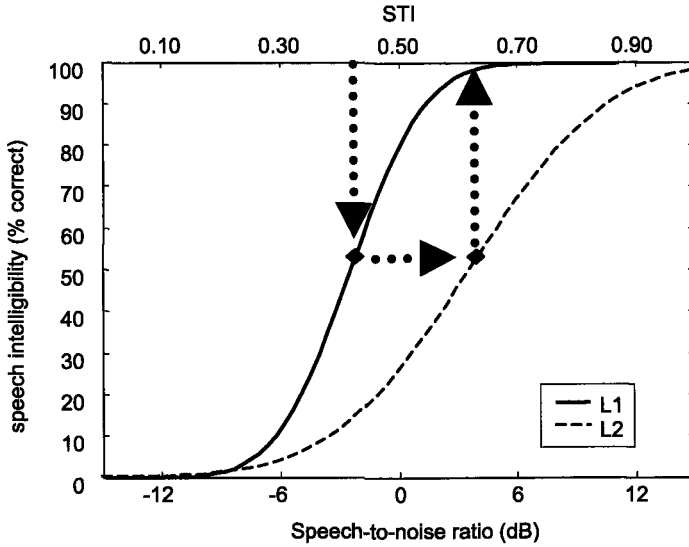 STI
0.10 0.30 0.50 0.70 0.90
speech intelligibility (% correct)
100
90
80
70
60
50
40
30
20
10
0
L1
L2
-12 -6 0 6 12
Speech-to-noise ratio (dB)